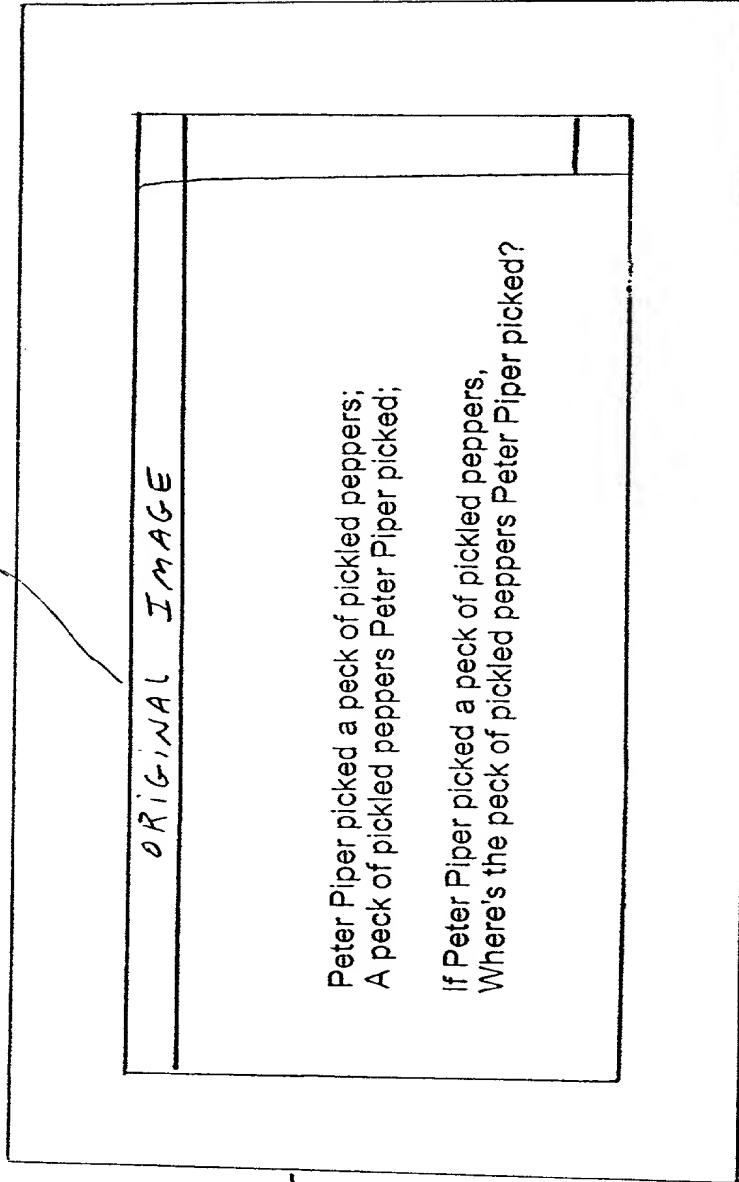 ORIGINAL IMAGE
Peter Piper picked a peck of pickled peppers;
A peck of pickled peppers Peter Piper picked;
If Peter Piper picked a peck of pickled peppers,
Where's the peck of pickled peppers Peter Piper picked?